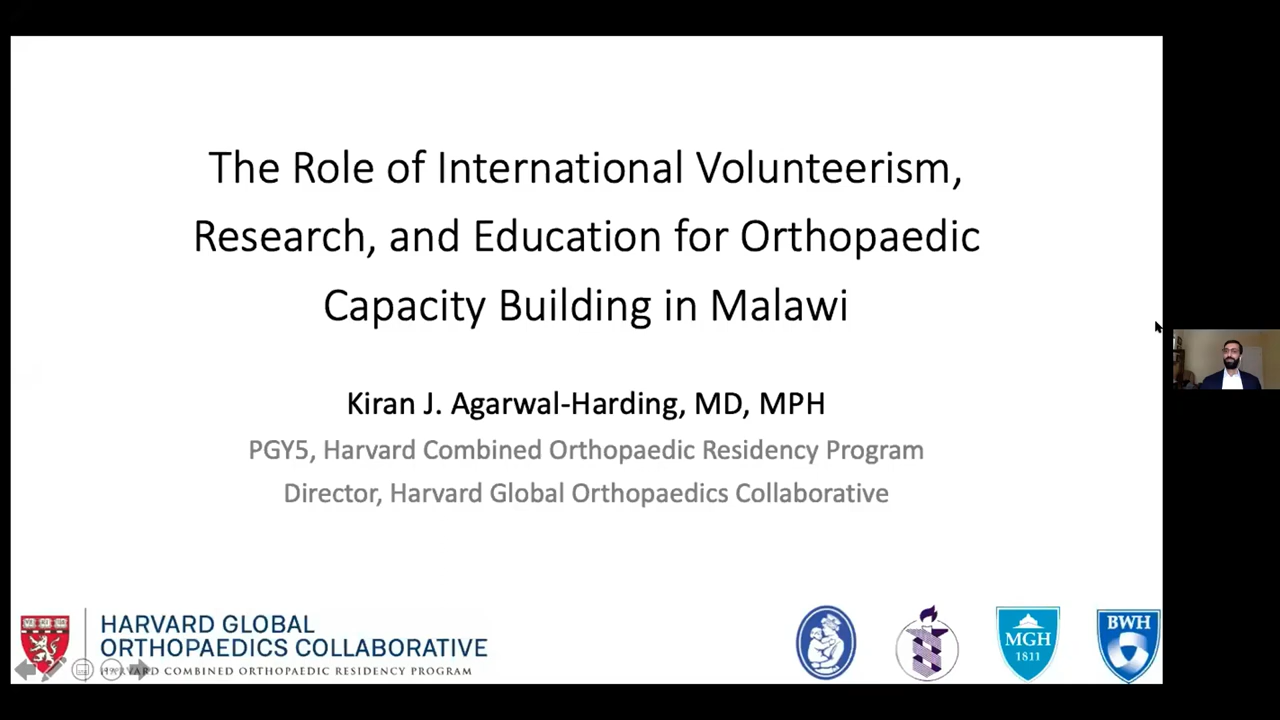 The Role of International Volunteerism,
Research, and Education for Orthopaedic
Capacity Building in Malawi
Kiran J. Agarwal-Harding, MD, MPH
PGY5, Harvard Combined Orthopaedic Residency Program
Director, Harvard Global Orthopaedics Collaborative
HARVARD GLOBAL
ORTHOPAEDICS COLLABORATIVE
HARVARD COMBINED ORTHOPAEDIC RESIDENCY PROGRAM
MGH
1811
BWH